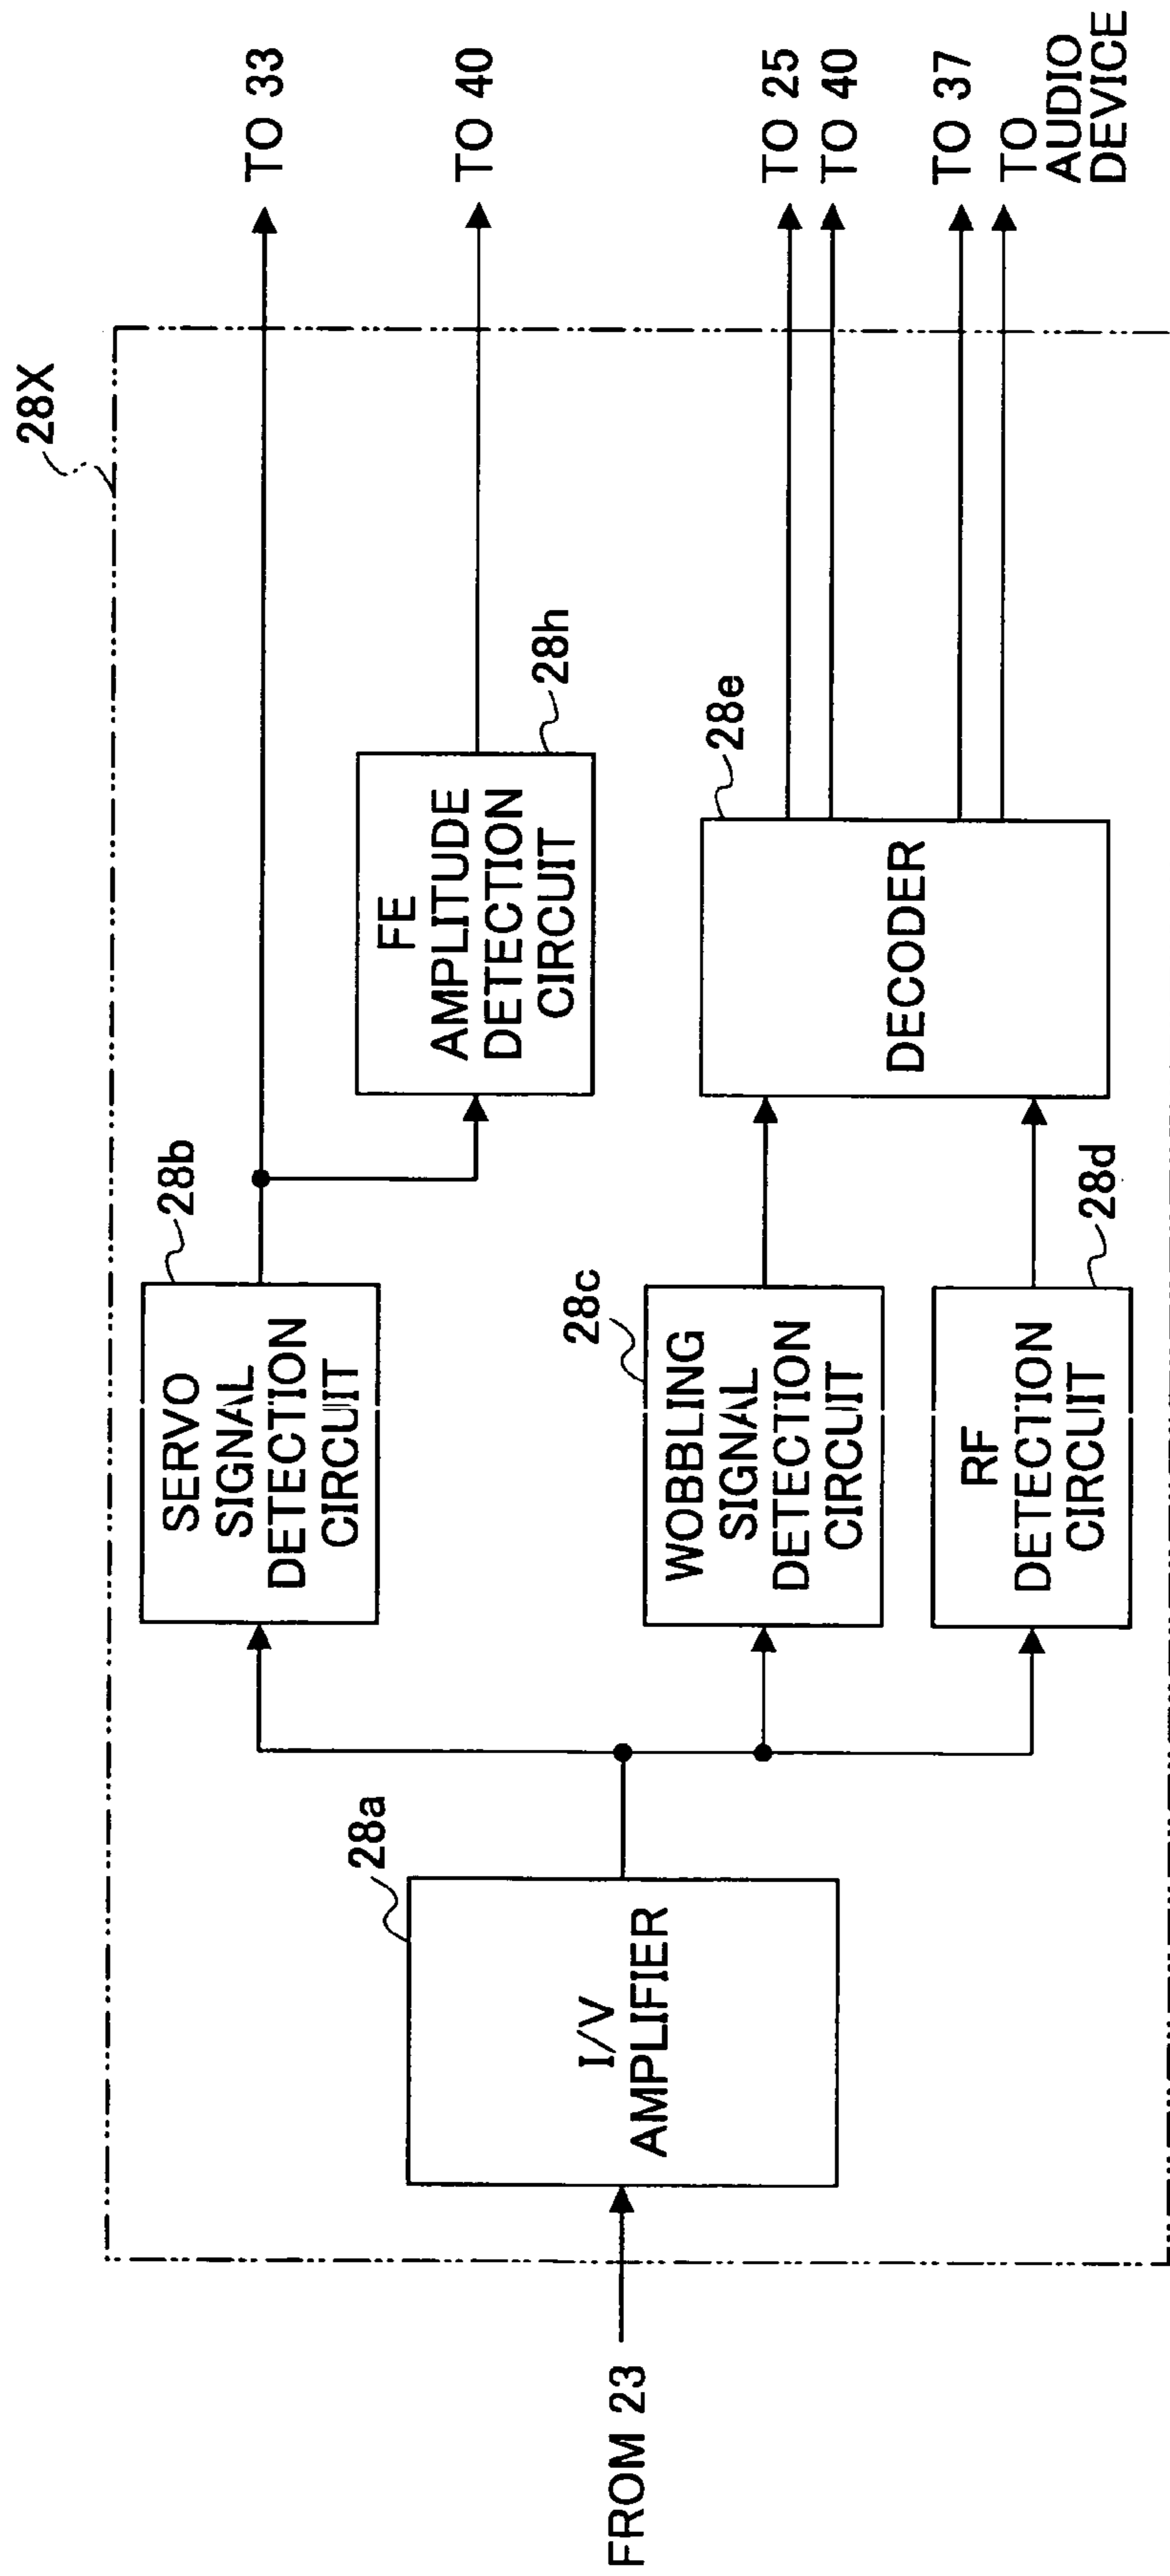 28X
FROM 23
28a
I/V
AMPLIFIER
28b
SERVO
SIGNAL
DETECTION
CIRCUIT
TO 33
28h
FE
AMPLITUDE
DETECTION
CIRCUIT
TO 40
28c
WOBBLING
SIGNAL
DETECTION
CIRCUIT
28d
RF
DETECTION
CIRCUIT
28e
DECODER
TO 25
TO 40
TO 37
TO
AUDIO
DEVICE